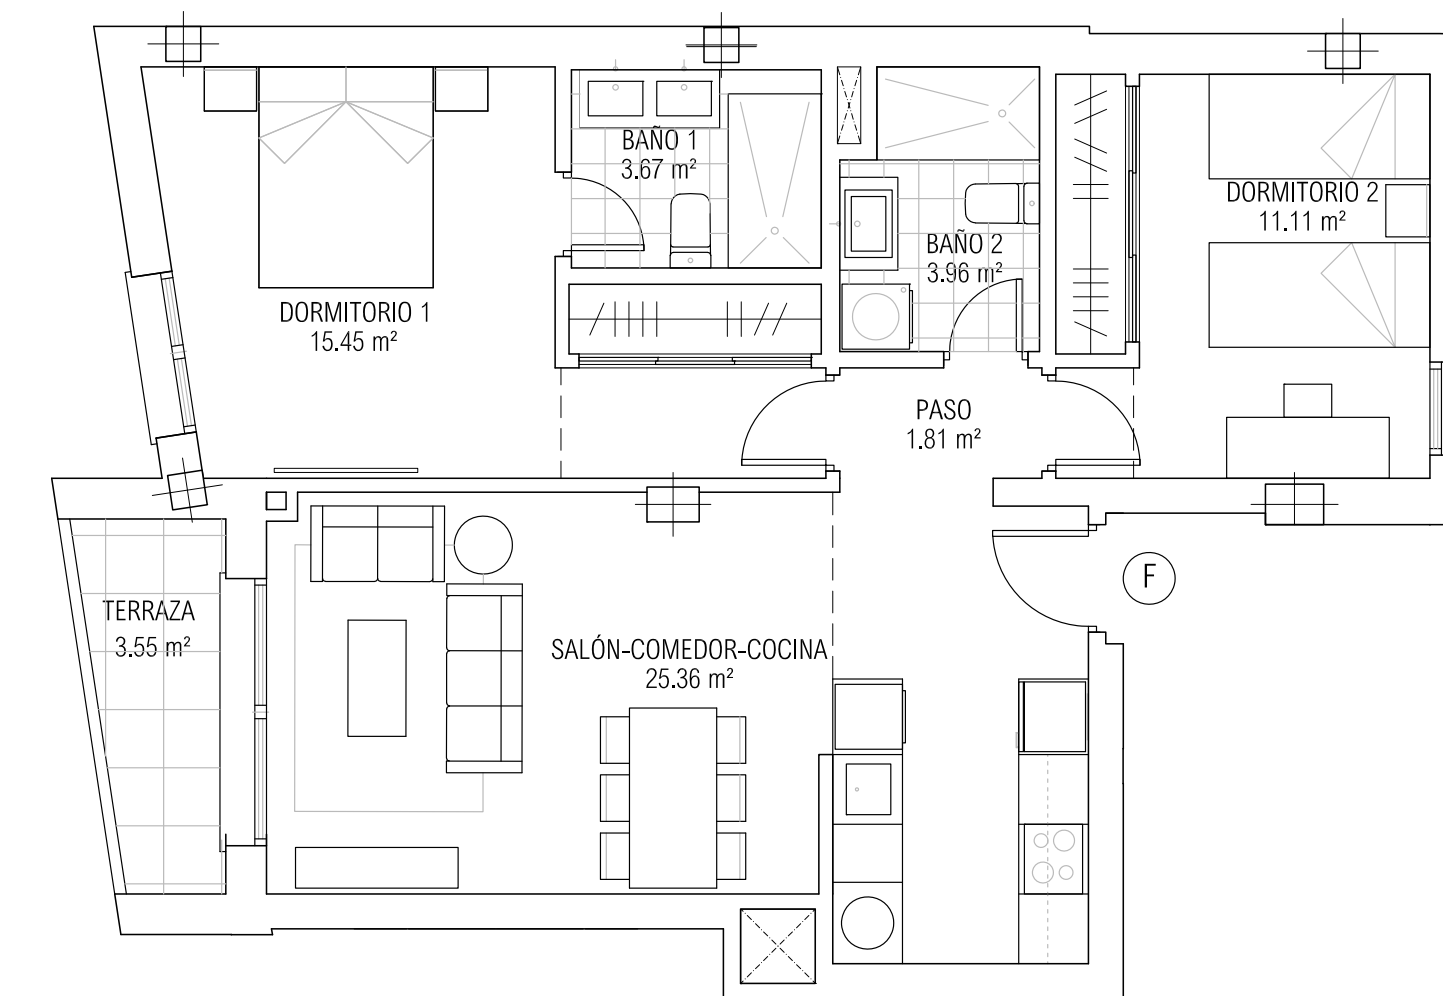 BAÑO 1
3.67 m²
DORMITORIO 2
11.11 m²
BAÑO 2
3.96 m²
DORMITORIO 1
15.45 m²
PASO
1.81 m²
F
TERRAZA
3.55 m²
SALÓN-COMEDOR-COCINA
25.36 m²